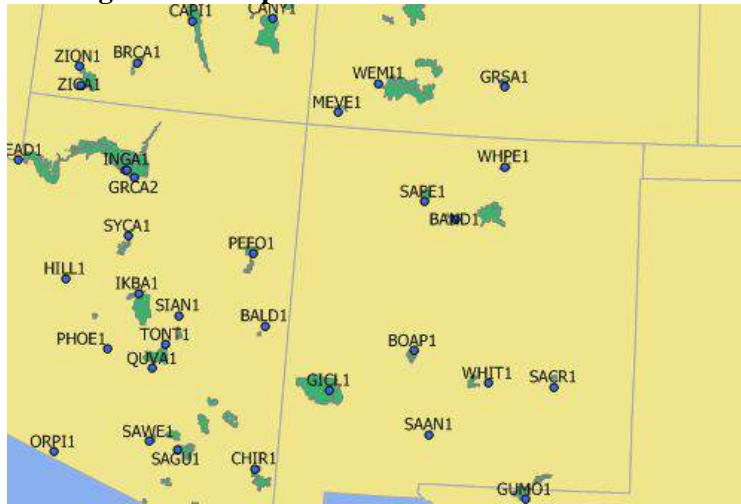 CAPI1
CANY1
ZION1
BRCA1
ZICA1
WEMI1
GRSA1
MEVE1
EAD1
INGA1
GRCA2
WHPE1
SAPE1
BAND1
SYCA1
PEFO1
HILL1
IKBA1
SIAN1
BALD1
PHOE1
TONT1
QUVA1
BOAP1
GICL1
WHIT1
SACR1
ORPI1
SAWE1
SAGU1
CHIR1
SAAN1
GUMO1